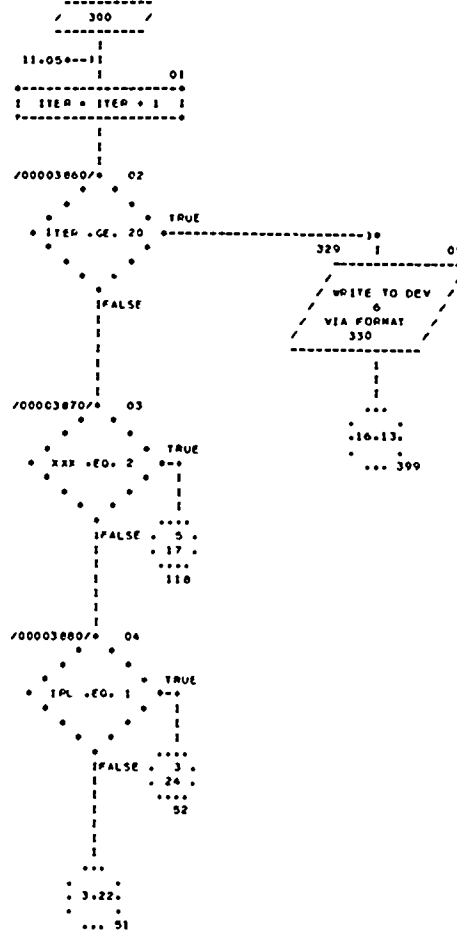 300
11.05
01
ITER = ITER + 1
/00003860/ 02
ITER .GE. 20 TRUE
329
WRITE TO DEV
6
VIA FORMAT
330
FALSE
16.13
399
/00003870/ 03
XXX .EQ. 2 TRUE
FALSE
5
17
118
/00003880/ 04
IPL .EQ. 1 TRUE
FALSE
3
24
52
3.22
51